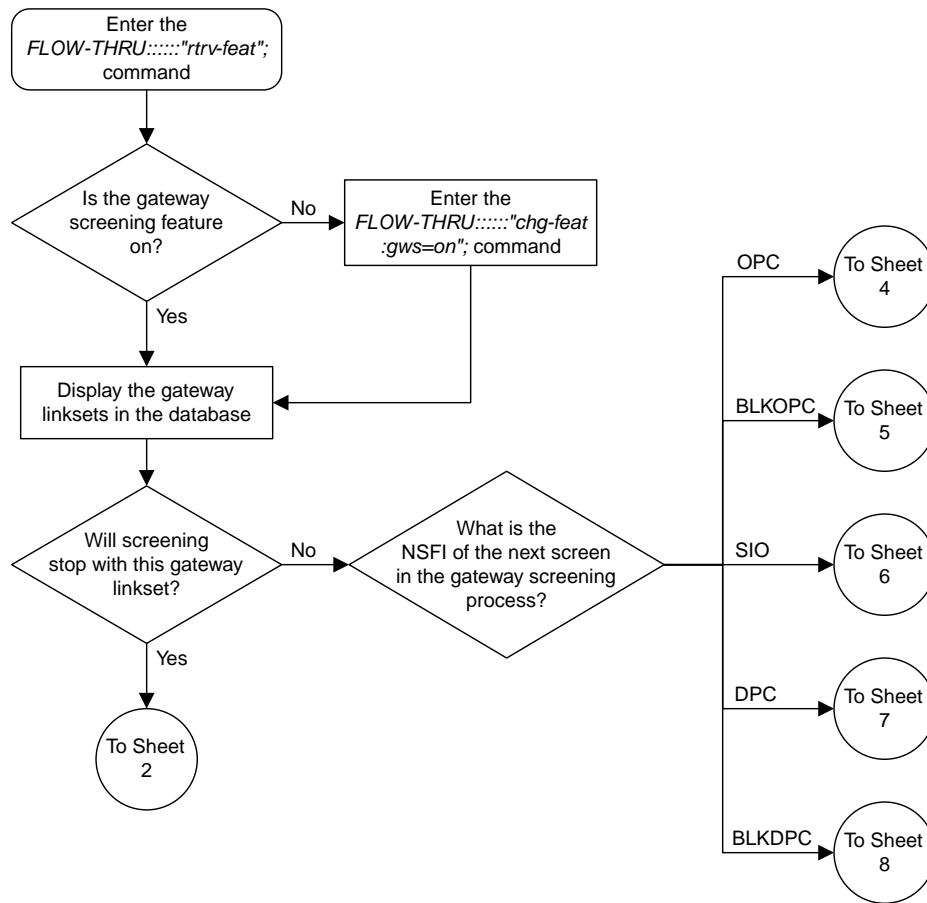 Enter the
FLOW-THRU::::::"rtrv-feat";
command
Is the gateway
screening feature
on?
No
Enter the
FLOW-THRU::::::"chg-feat
:gws=on"; command
Yes
Display the gateway
linksets in the database
Will screening
stop with this gateway
linkset?
No
What is the
NSFI of the next screen
in the gateway screening
process?
Yes
To Sheet
2
OPC
To Sheet
4
BLKOPC
To Sheet
5
SIO
To Sheet
6
DPC
To Sheet
7
BLKDPC
To Sheet
8